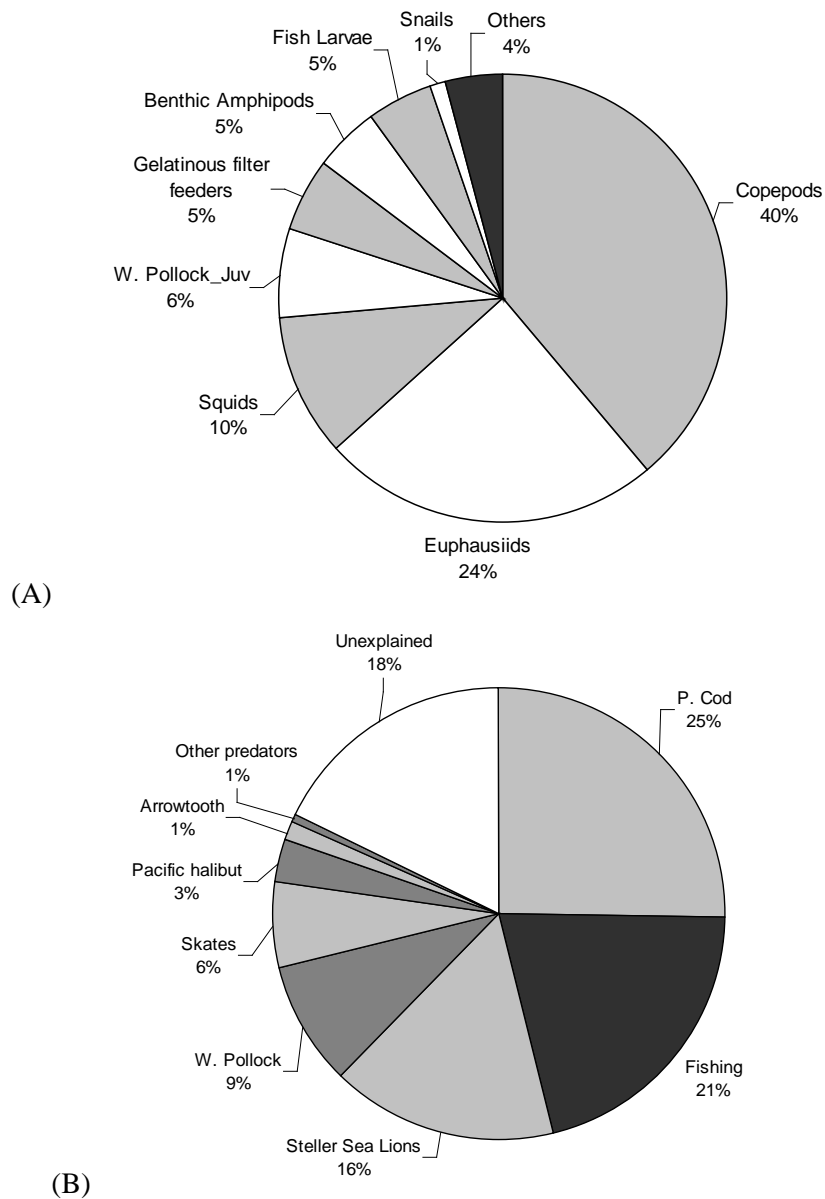 Snails
1%
Others
4%
Fish Larvae
5%
Benthic Amphipods
5%
Gelatinous filter
feeders
5%
Copepods
40%
W. Pollock_Juv
6%
Squids
10%
Euphausiids
24%
(A)
Unexplained
18%
P. Cod
25%
Other predators
1%
Arrowtooth
1%
Pacific halibut
3%
Skates
6%
W. Pollock
9%
Fishing
21%
Steller Sea Lions
16%
(B)